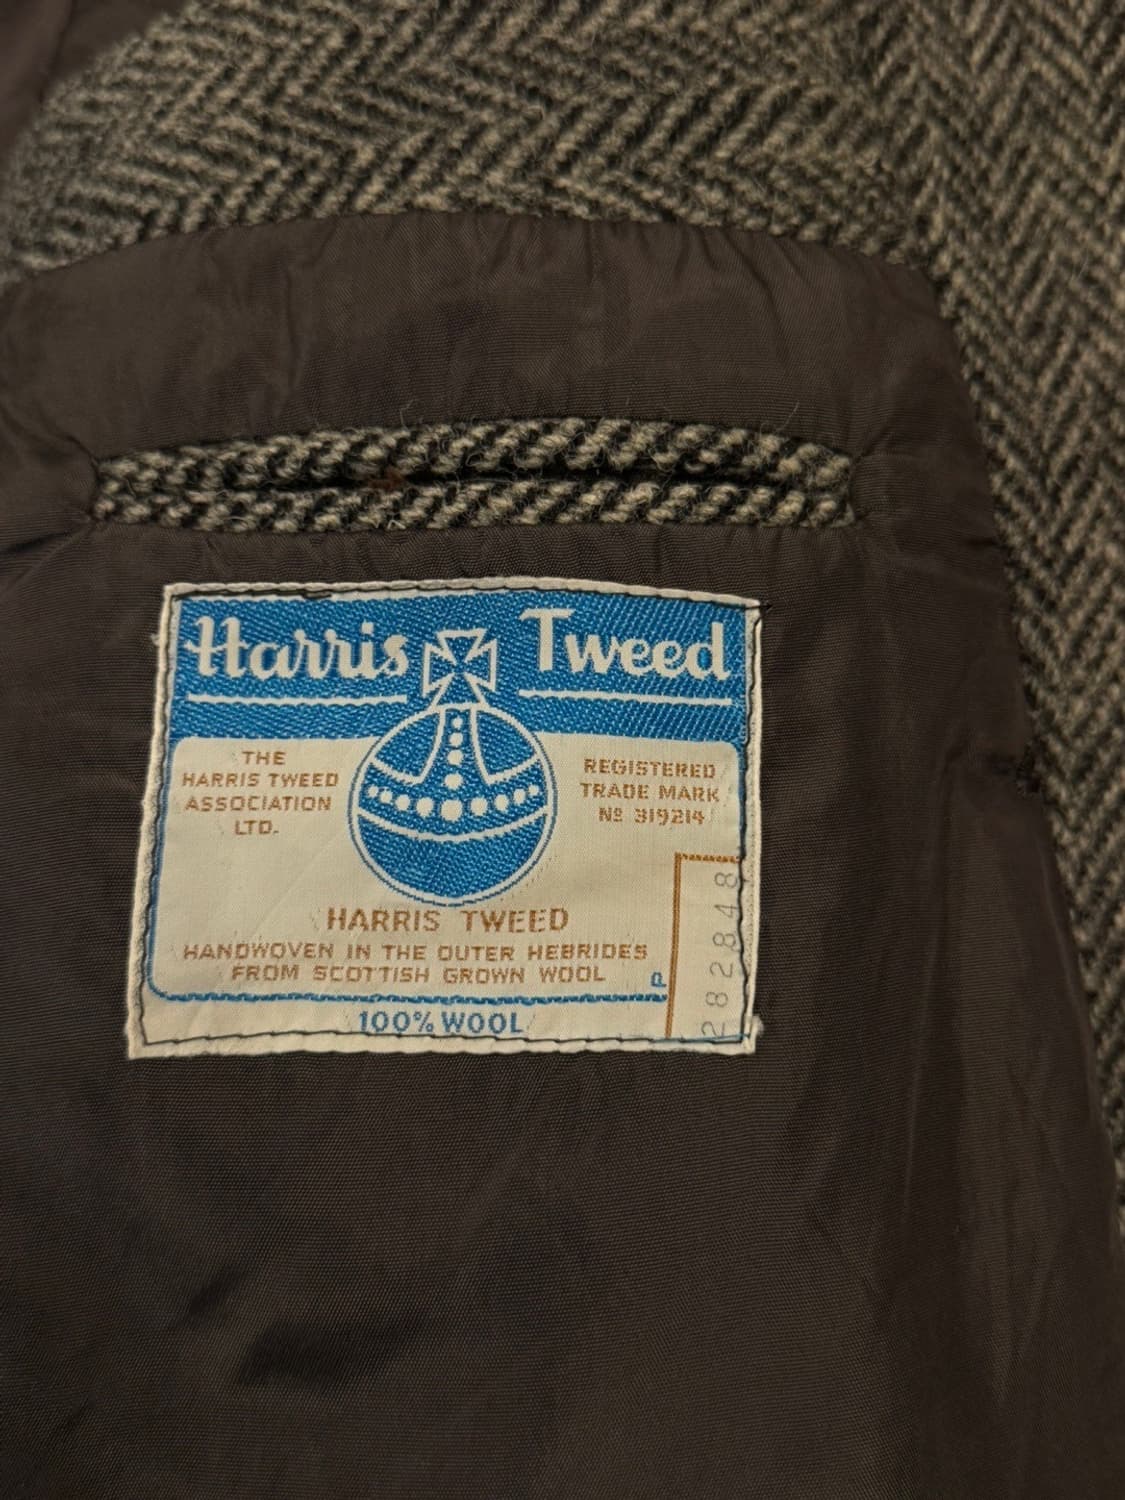 Harris Tweed
THE
HARRIS TWEED
ASSOCIATION
LTD.
REGISTERED
TRADE MARK
Nº 319214
HARRIS TWEED
HANDWOVEN IN THE OUTER HEBRIDES
FROM SCOTTISH GROWN WOOL
P
100% WOOL
282848